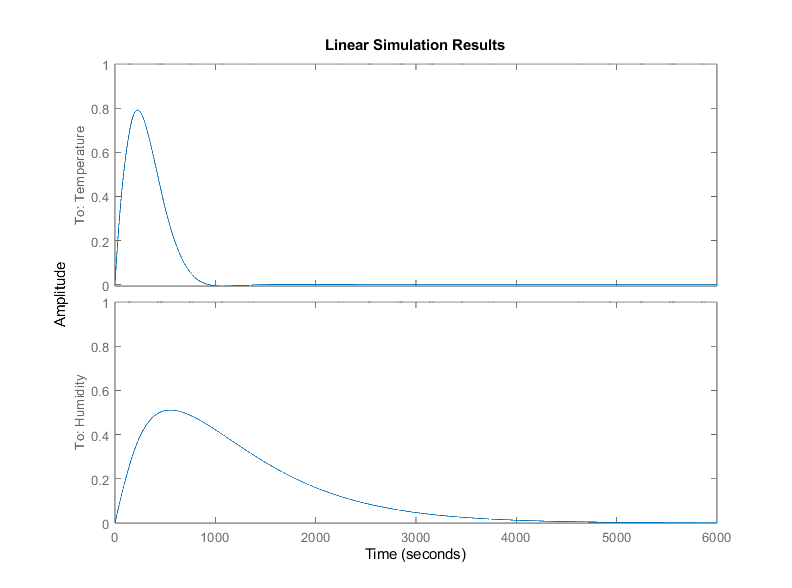 Linear Simulation Results
1
0.8
0.6
0.4
0.2
0
To: Temperature
Amplitude
1
0.8
0.6
0.4
0.2
0
To: Humidity
0 1000 2000 3000 4000 5000 6000
Time (seconds)